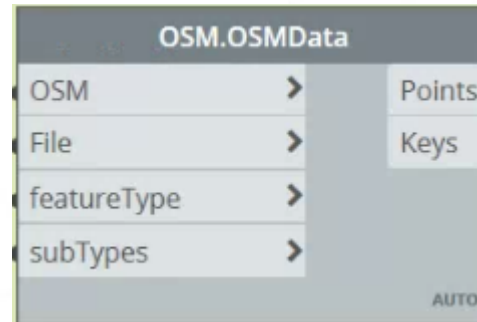 OSM.OSMData
OSM > Points
File > Keys
featureType >
subTypes >
AUTO